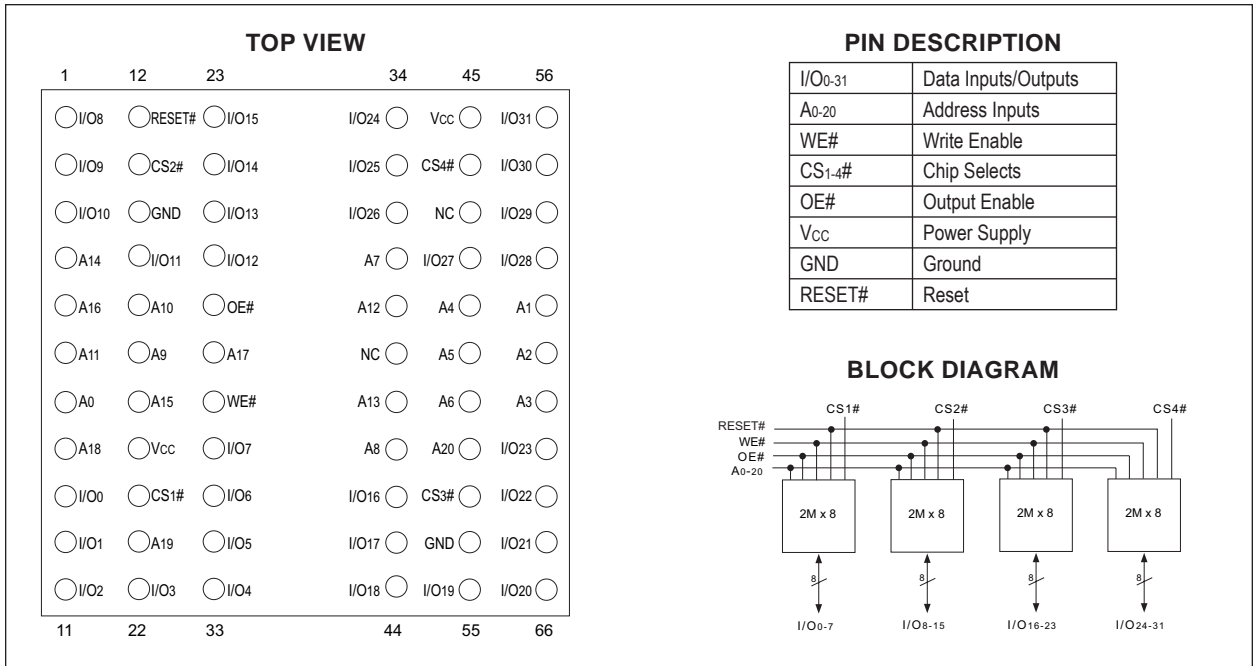 TOP VIEW
1 12 23 34 45 56
I/O8 RESET# I/O15 I/O24 Vcc I/O31
I/O9 CS2# I/O14 I/O25 CS4# I/O30
I/O10 GND I/O13 I/O26 NC I/O29
A14 I/O11 I/O12 A7 I/O27 I/O28
A16 A10 OE# A12 A4 A1
A11 A9 A17 NC A5 A2
A0 A15 WE# A13 A6 A3
A18 Vcc I/O7 A8 A20 I/O23
I/O0 CS1# I/O6 I/O16 CS3# I/O22
I/O1 A19 I/O5 I/O17 GND I/O21
I/O2 I/O3 I/O4 I/O18 I/O19 I/O20
11 22 33 44 55 66
PIN DESCRIPTION
I/O0-31 Data Inputs/Outputs
A0-20 Address Inputs
WE# Write Enable
CS1-4# Chip Selects
OE# Output Enable
Vcc Power Supply
GND Ground
RESET# Reset
BLOCK DIAGRAM
CS1# CS2# CS3# CS4#
RESET#
WE#
OE#
A0-20
2M x 8 2M x 8 2M x 8 2M x 8
8 8 8 8
I/O0-7 I/O8-15 I/O16-23 I/O24-31